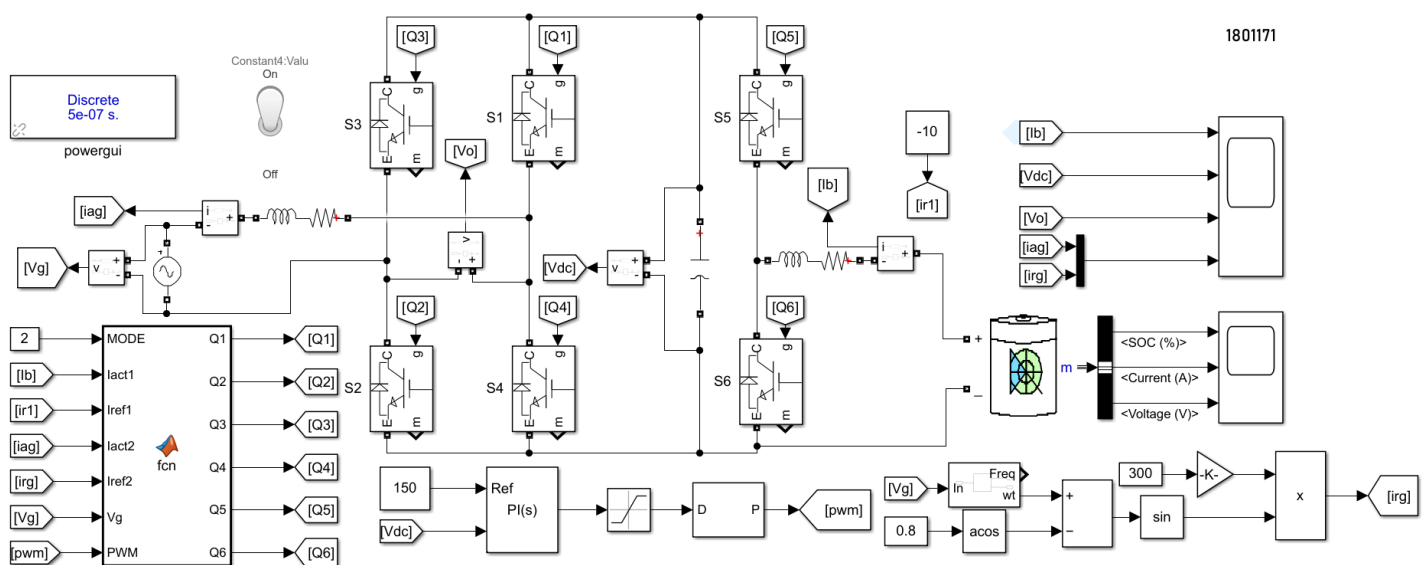 1801171
Discrete
5e-07 s.
powergui
Constant4:Valu
On
Off
[Q3]
[Q1]
[Q5]
S3
C
g
E
m
S1
C
g
E
m
S5
C
g
E
m
[Vo]
[iag]
i
+
-
[Vg]
v
+
-
v
-
+
[Vdc]
v
+
-
[Ib]
i
+
-
-10
[ir1]
[Ib]
[Vdc]
[Vo]
[iag]
[irg]
[Q2]
[Q4]
[Q6]
S2
C
g
E
m
S4
C
g
E
m
S6
C
g
E
m
+
_
m
<SOC (%)>
<Current (A)>
<Voltage (V)>
2
[Ib]
[ir1]
[iag]
[irg]
[Vg]
[pwm]
MODE
Iact1
Iref1
Iact2
Iref2
Vg
PWM
fcn
Q1
Q2
Q3
Q4
Q5
Q6
[Q1]
[Q2]
[Q3]
[Q4]
[Q5]
[Q6]
150
[Vdc]
Ref
PI(s)
D
P
[pwm]
[Vg]
In
Freq
wt
0.8
acos
+
−
sin
300
-K-
x
[irg]